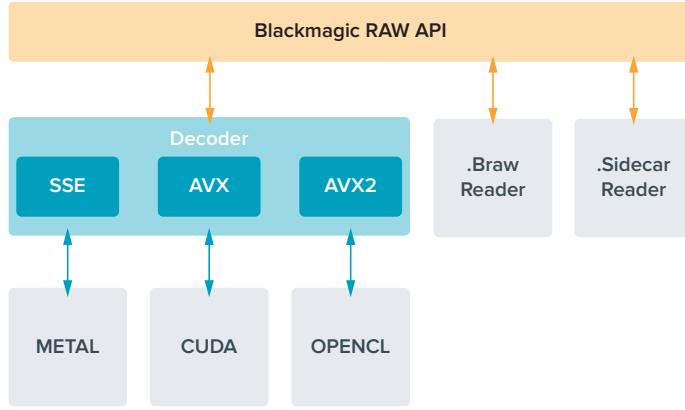 Blackmagic RAW API
Decoder
SSE
AVX
AVX2
.Braw
Reader
.Sidecar
Reader
METAL
CUDA
OPENCL